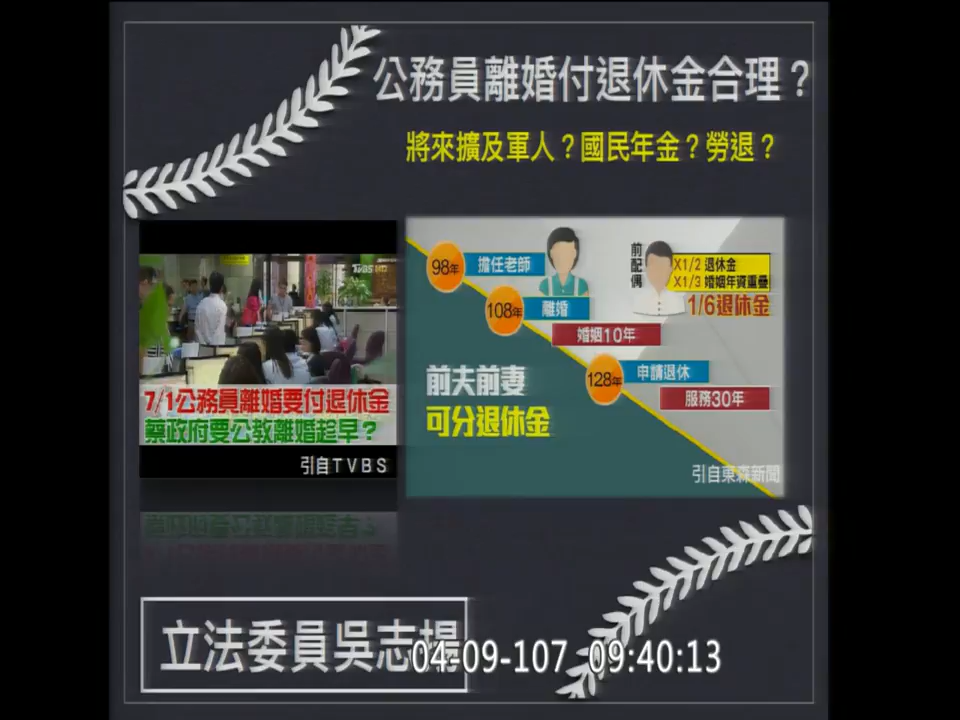 公務員離婚付退休金合理？
將來擴及軍人？國民年金？勞退？
TVBS HD
7/1公務員離婚要付退休金
蔡政府要公教離婚趁早？
引自TVBS
98年
擔任老師
108年
離婚
婚姻10年
128年
申請退休
服務30年
前配偶
X1/2 退休金
X1/3 婚姻年資重疊
1/6退休金
前夫前妻
可分退休金
引自東森新聞
立法委員吳志揚
04-09-107 09:40:13